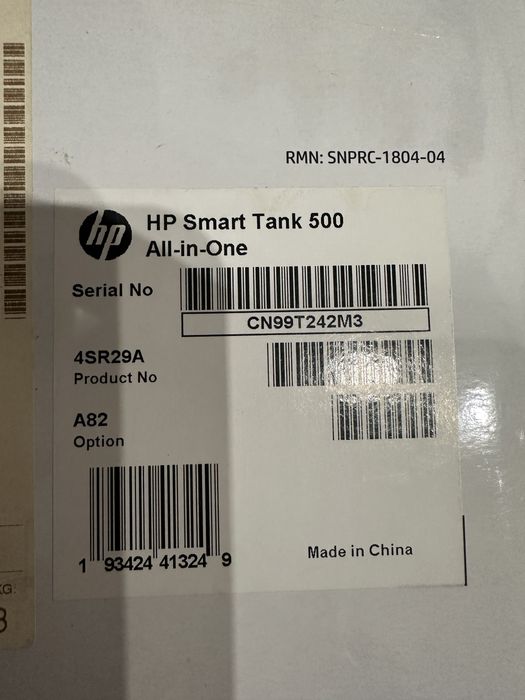 RMN: SNPRC-1804-04
hp
HP Smart Tank 500
All-in-One
Serial No
CN99T242M3
4SR29A
Product No
A82
Option
1 93424 41324 9
Made in China
KG: